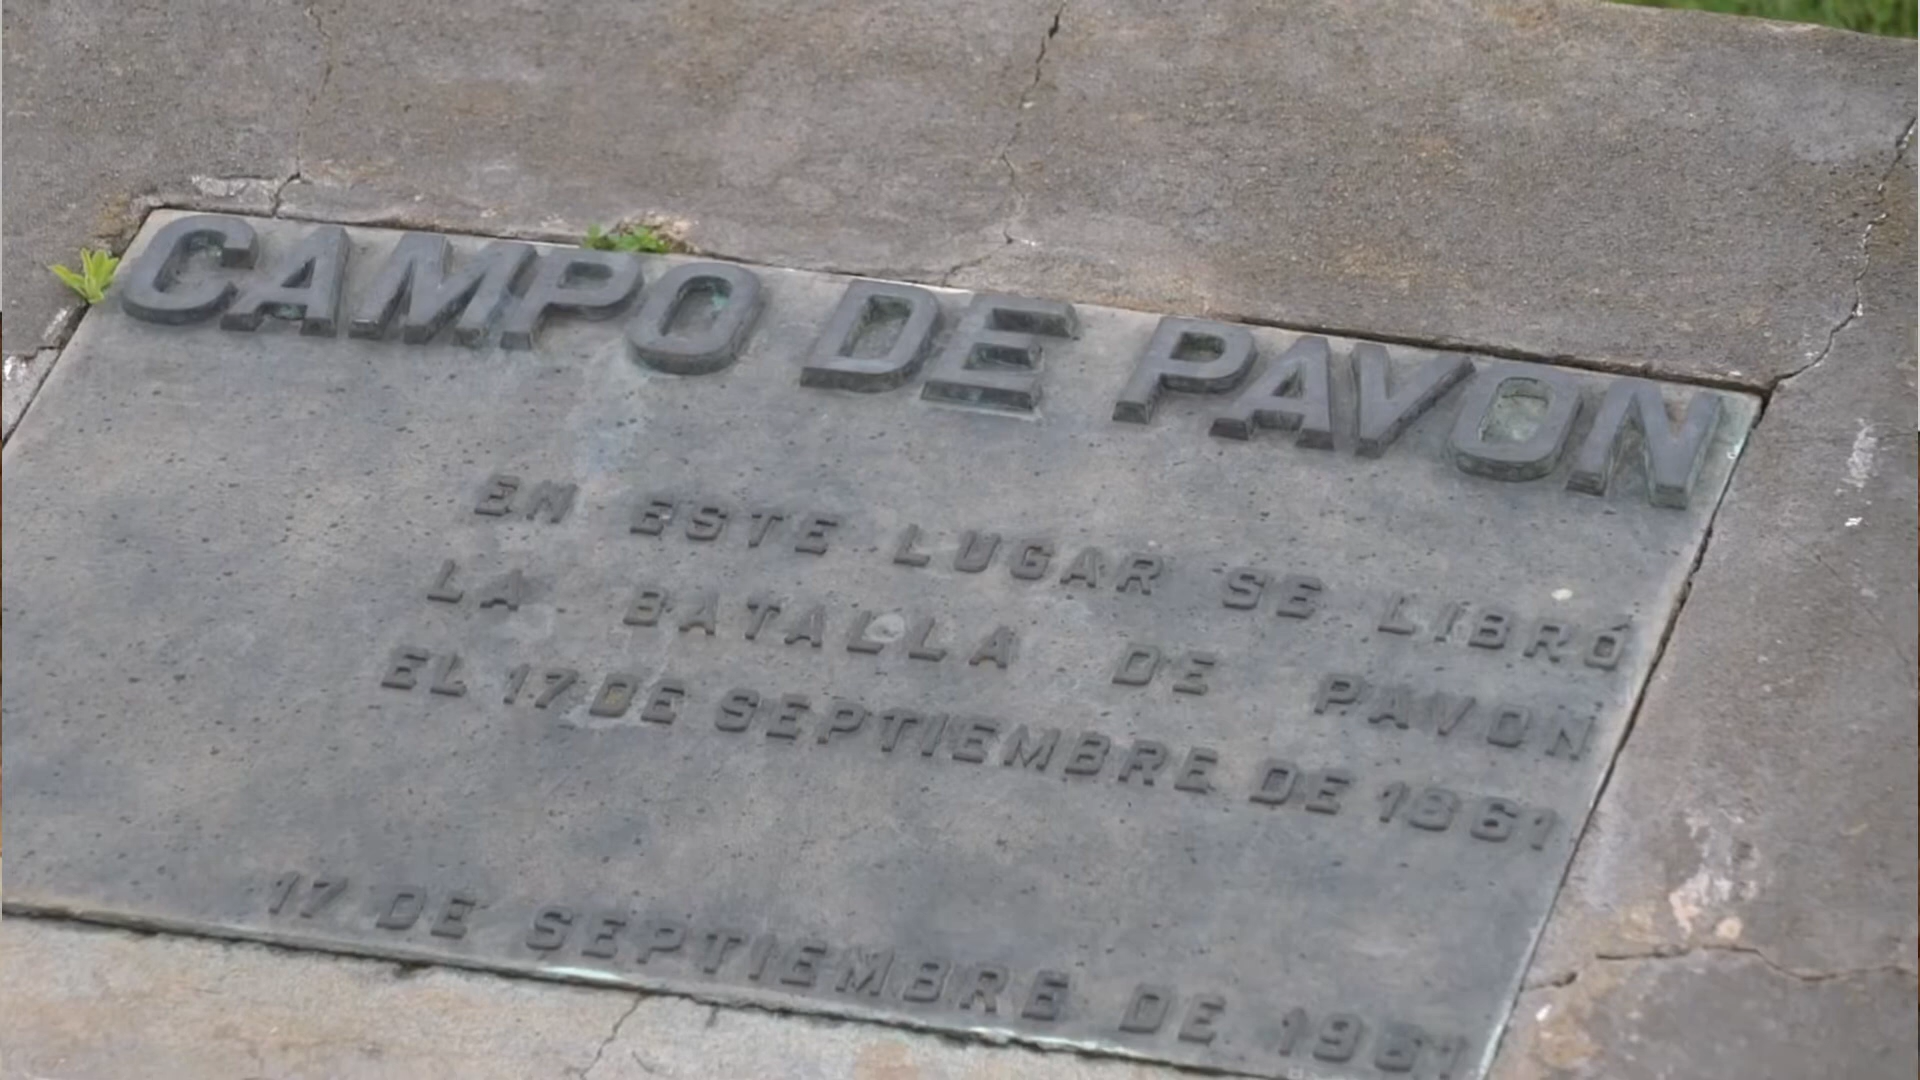 CAMPO DE PAVON
EN ESTE LUGAR SE LIBRÓ
LA BATALLA DE PAVON
EL 17 DE SEPTIEMBRE DE 1861
17 DE SEPTIEMBRE DE 1961